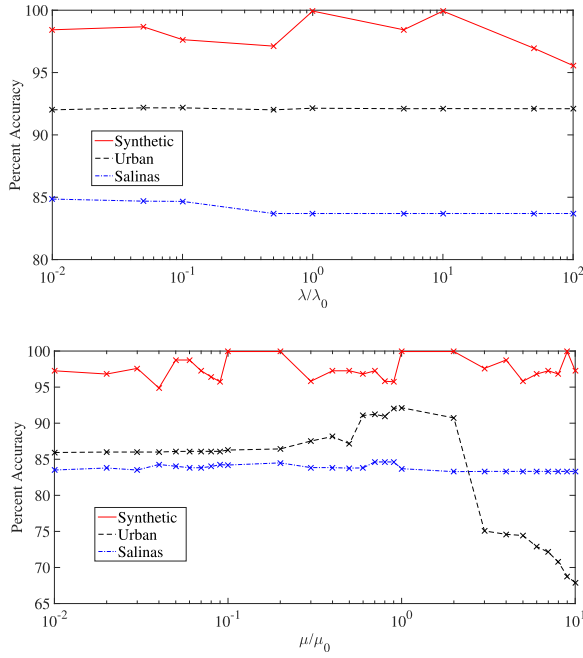 100
95
90
85
80
Percent Accuracy
Synthetic
Urban
Salinas
10^-2 10^-1 10^0 10^1 10^2
λ/λ_0
100
95
90
85
80
75
70
65
Percent Accuracy
Synthetic
Urban
Salinas
10^-2 10^-1 10^0 10^1
μ/μ_0